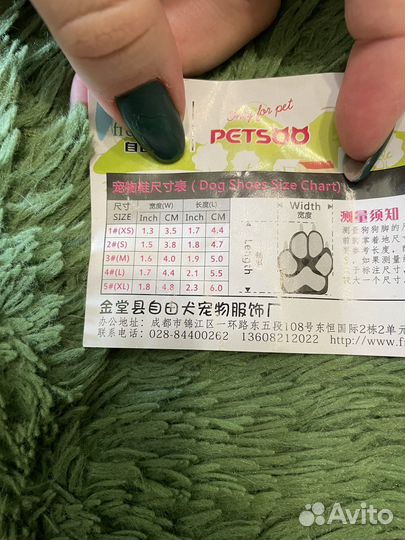 Only for pet
PETSOO
宠物鞋尺寸表 ( Dog Shoes Size Chart)
尺寸 SIZE 宽度(W) 长度(L)
Inch CM Inch CM
1#(XS) 1.3 3.5 1.7 4.4
2#(S) 1.5 3.8 1.8 4.7
3#(M) 1.6 4.0 1.9 5.0
4#(L) 1.7 4.4 2.1 5.5
5#(XL) 1.8 4.8 2.3 6.0
Width
宽度
Length
测量须知
金堂县自由犬宠物服饰厂
办公地址: 成都市锦江区一环路东五段108号东恒国际2栋2单元
联系电话: 028-84400262 13608212022 http://www.f
Avito